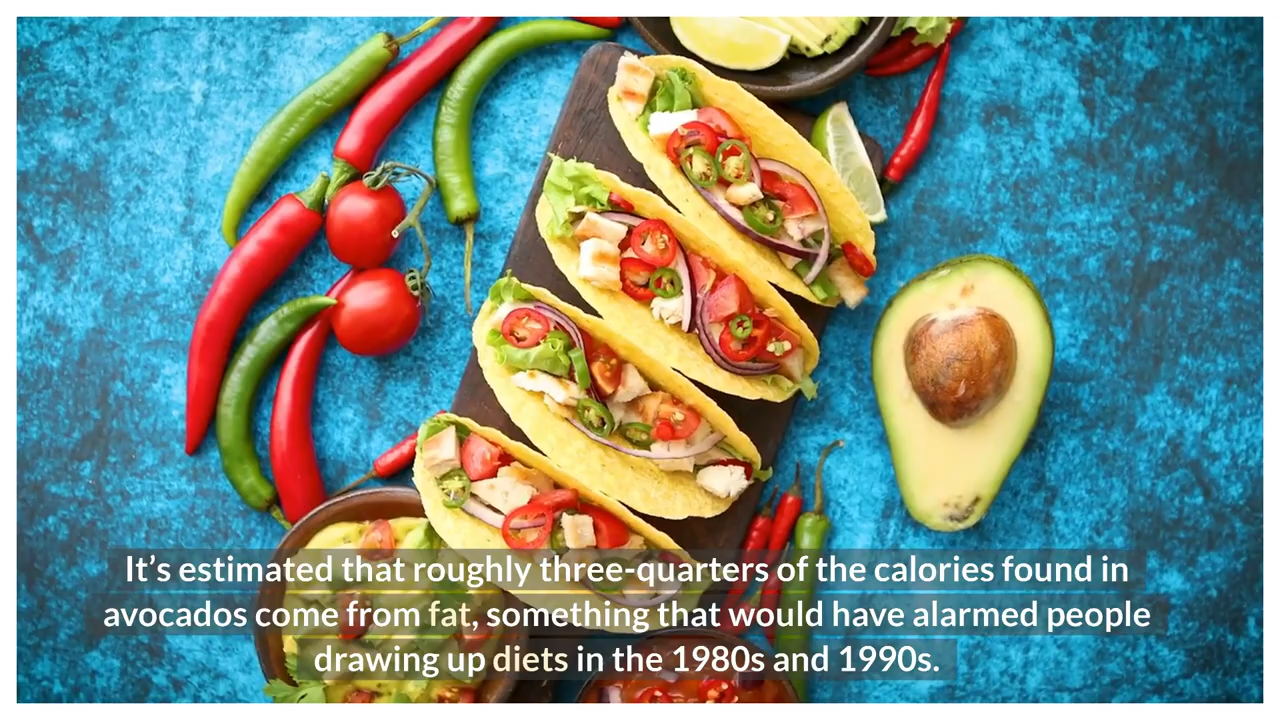 It’s estimated that roughly three-quarters of the calories found in
avocados come from fat, something that would have alarmed people
drawing up diets in the 1980s and 1990s.